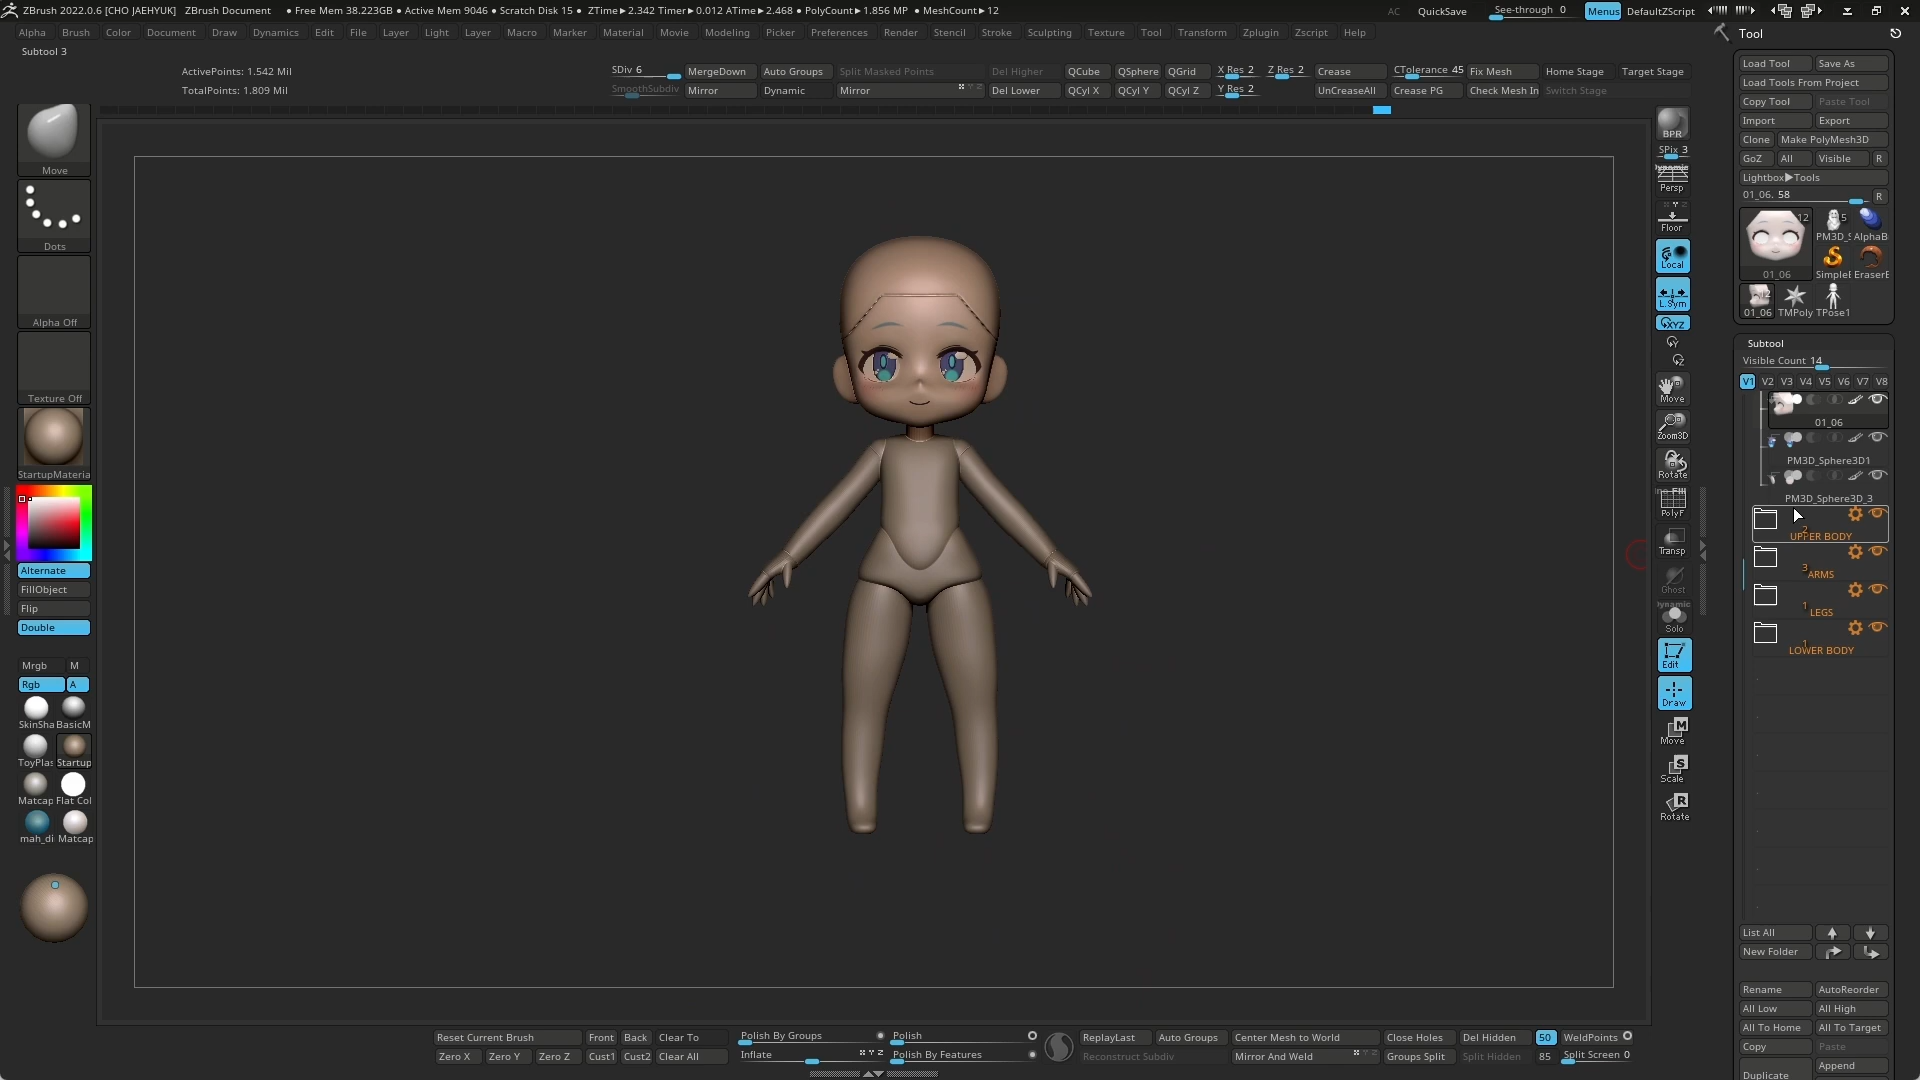 ZBrush 2022.0.6 [CHO JAEHYUK] ZBrush Document ● Free Mem 38.223GB ● Active Mem 9046 ● Scratch Disk 15 ● ZTime►2.342 Timer►0.012 ATime►2.468 ● PolyCount►1.856 MP ● MeshCount►12 AC QuickSave See-through 0 Menus DefaultZScript
Alpha Brush Color Document Draw Dynamics Edit File Layer Light Layer Macro Marker Material Movie Modeling Picker Preferences Render Stencil Stroke Sculpting Texture Tool Transform Zplugin Zscript Help
Subtool 3
ActivePoints: 1.542 Mil
TotalPoints: 1.809 Mil
SDiv 6 MergeDown Auto Groups Split Masked Points Del Higher QCube QSphere QGrid X Res 2 Z Res 2 Crease CTolerance 45 Fix Mesh Home Stage Target Stage
SmoothSubdiv Mirror Dynamic Mirror Del Lower QCyl X QCyl Y QCyl Z Y Res 2 UnCreaseAll Crease PG Check Mesh In Switch Stage
Move
Dots
Alpha Off
Texture Off
StartupMateria
Alternate
FillObject
Flip
Double
Mrgb M
Rgb A
SkinSha BasicM
ToyPlas Startup
Matcap Flat Col
mah_di Matcap
BPR
SPix 3
Dynamic
Persp
Floor
Local
L.Sym
XYZ
Y
Z
Move
Zoom3D
Rotate
PolyF
Transp
Ghost
Dynamic
Solo
Edit
Draw
Move
Scale
Rotate
Tool
Load Tool Save As
Load Tools From Project
Copy Tool Paste Tool
Import Export
Clone Make PolyMesh3D
GoZ All Visible R
Lightbox►Tools
01_06. 58 R
12 5
PM3D_S AlphaB
01_06 SimpleB EraserB
12
01_06 TMPoly TPose1
Subtool
Visible Count 14
V1 V2 V3 V4 V5 V6 V7 V8
01_06
PM3D_Sphere3D1
PM3D_Sphere3D_3
2
UPPER BODY
3
ARMS
1
LEGS
1
LOWER BODY
List All
New Folder
Rename AutoReorder
All Low All High
All To Home All To Target
Copy Paste
Duplicate Append
Reset Current Brush Front Back Clear To Polish By Groups Polish ReplayLast Auto Groups Center Mesh to World Close Holes Del Hidden 50 WeldPoints
Zero X Zero Y Zero Z Cust1 Cust2 Clear All Inflate X Y Z Polish By Features Reconstruct Subdiv Mirror And Weld Groups Split Split Hidden 85 Split Screen 0